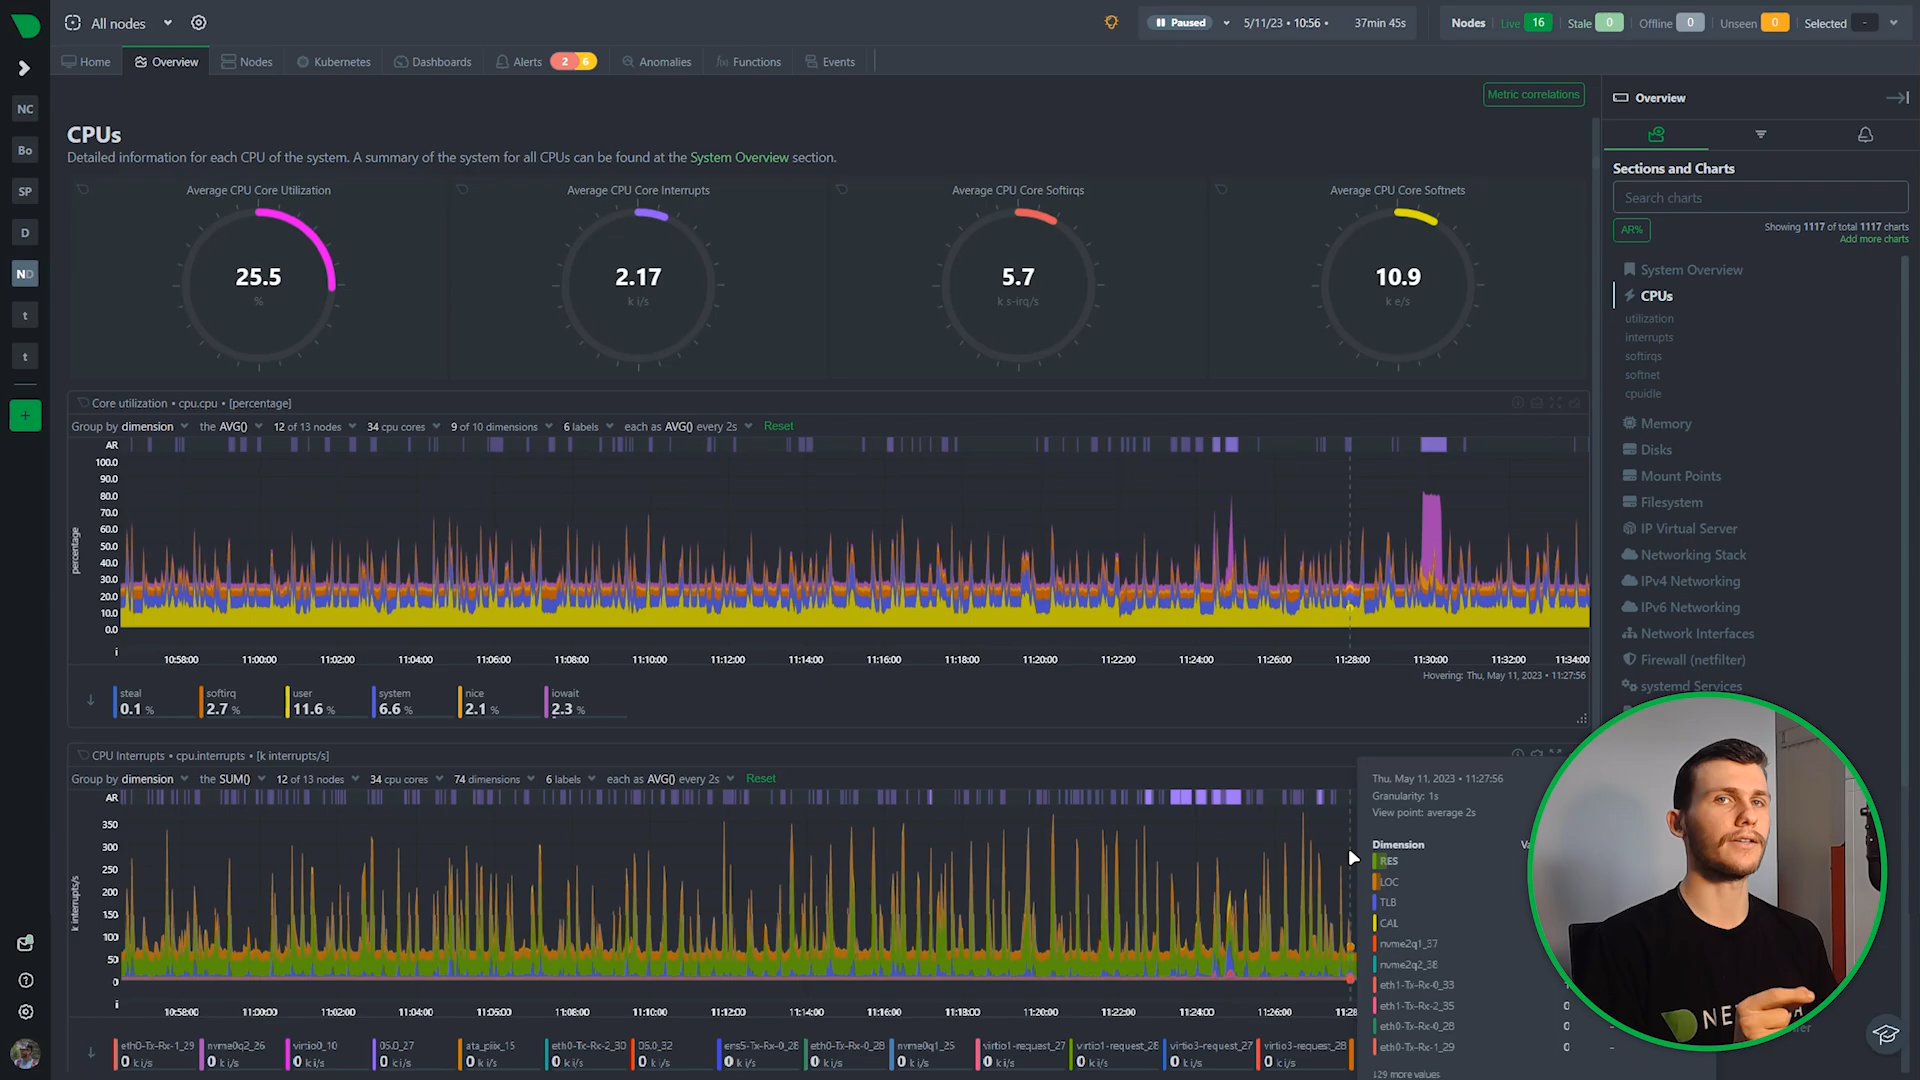 All nodes
Paused
5/11/23 • 10:56 •
37min 45s
Nodes
Live 16
Stale 0
Offline 0
Unseen 0
Selected -
Home
Overview
Nodes
Kubernetes
Dashboards
Alerts 2 6
Anomalies
Functions
Events
NC
Bo
SP
D
ND
t
t
+
Metric correlations
CPUs
Detailed information for each CPU of the system. A summary of the system for all CPUs can be found at the System Overview section.
Average CPU Core Utilization
25.5
%
Average CPU Core Interrupts
2.17
k i/s
Average CPU Core Softirqs
5.7
k s-irq/s
Average CPU Core Softnets
10.9
k e/s
Core utilization • cpu.cpu • [percentage]
Group by dimension the AVG() 12 of 13 nodes 34 cpu cores 9 of 10 dimensions 6 labels each as AVG() every 2s Reset
AR
100.0
90.0
80.0
70.0
60.0
50.0
40.0
30.0
20.0
10.0
0.0
percentage
i
10:58:00 11:00:00 11:02:00 11:04:00 11:06:00 11:08:00 11:10:00 11:12:00 11:14:00 11:16:00 11:18:00 11:20:00 11:22:00 11:24:00 11:26:00 11:28:00 11:30:00 11:32:00 11:34:00
Hovering: Thu, May 11, 2023 • 11:27:56
steal
0.1 %
softirq
2.7 %
user
11.6 %
system
6.6 %
nice
2.1 %
iowait
2.3 %
CPU Interrupts • cpu.interrupts • [k interrupts/s]
Group by dimension the SUM() 12 of 13 nodes 34 cpu cores 74 dimensions 6 labels each as AVG() every 2s Reset
AR
350
300
250
200
150
100
50
0
k interrupts/s
i
10:58:00 11:00:00 11:02:00 11:04:00 11:06:00 11:08:00 11:10:00 11:12:00 11:14:00 11:16:00 11:18:00 11:20:00 11:22:00 11:24:00 11:26:00 11:28
eth0-Tx-Rx-1_29
0 k i/s
nvme0q2_26
0 k i/s
virtio0_10
0 k i/s
05.0_27
0 k i/s
ata_piix_15
0 k i/s
eth0-Tx-Rx-2_30
0 k i/s
05.0_32
0 k i/s
ens5-Tx-Rx-0_28
0 k i/s
eth0-Tx-Rx-0_28
0 k i/s
nvme0q1_25
0 k i/s
virtio1-request_27
0 k i/s
virtio1-request_28
0 k i/s
virtio3-request_27
0 k i/s
virtio3-request_28
0 k i/s
Thu, May 11, 2023 • 11:27:56
Granularity: 1s
View point: average 2s
Dimension
RES
LOC
TLB
CAL
nvme2q1_37
nvme2q2_38
eth1-Tx-Rx-0_33
eth1-Tx-Rx-2_35 0
eth0-Tx-Rx-0_28 0 -
eth0-Tx-Rx-1_29 0 -
↓29 more values
Overview
Sections and Charts
Search charts
AR%
Showing 1117 of total 1117 charts
Add more charts
System Overview
CPUs
utilization
interrupts
softirqs
softnet
cpuidle
Memory
Disks
Mount Points
Filesystem
IP Virtual Server
Networking Stack
IPv4 Networking
IPv6 Networking
Network Interfaces
Firewall (netfilter)
systemd Services